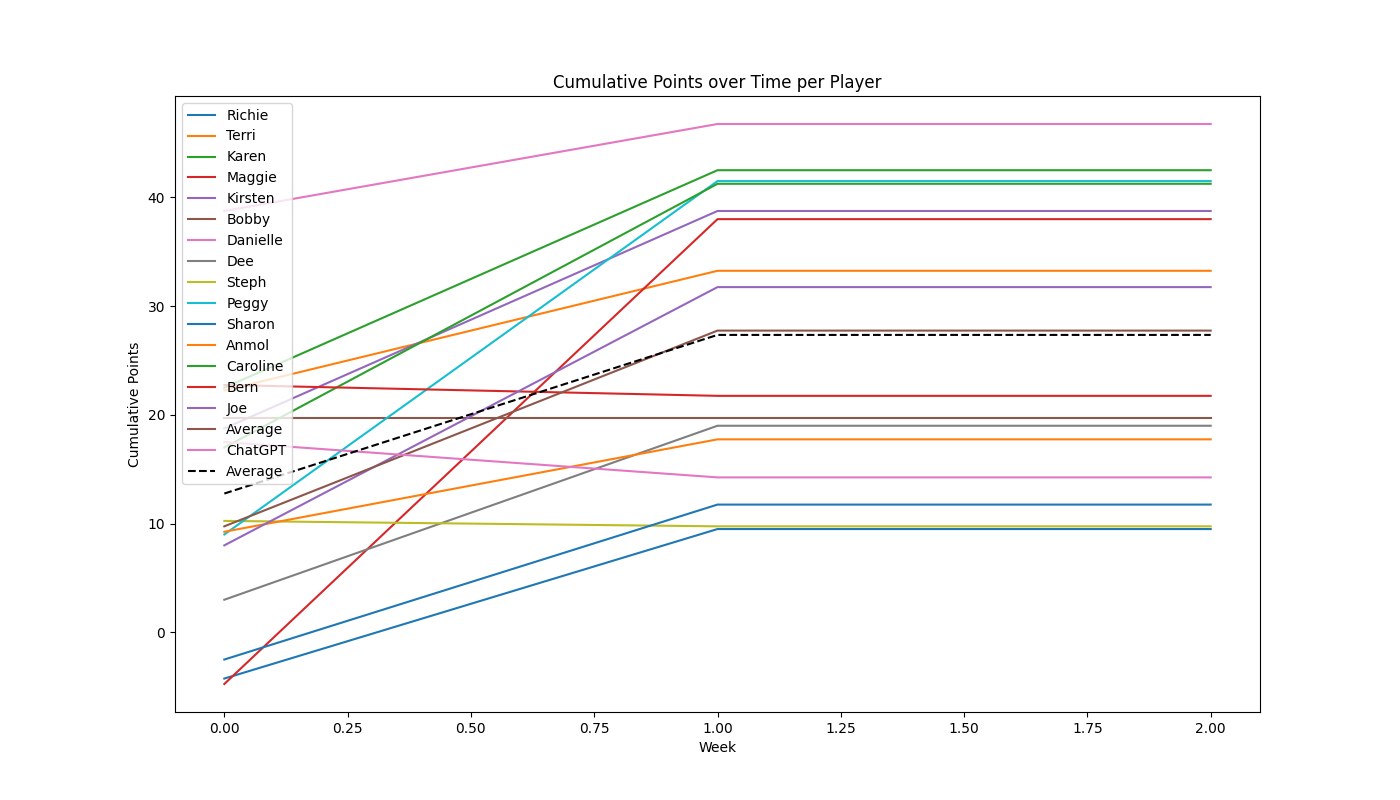 Cumulative Points over Time per Player
Richie
Terri
Karen
Maggie
Kirsten
Bobby
Danielle
Dee
Steph
Peggy
Sharon
Anmol
Caroline
Bern
Joe
Average
ChatGPT
Average
Cumulative Points
40
30
20
10
0
0.00 0.25 0.50 0.75 1.00 1.25 1.50 1.75 2.00
Week